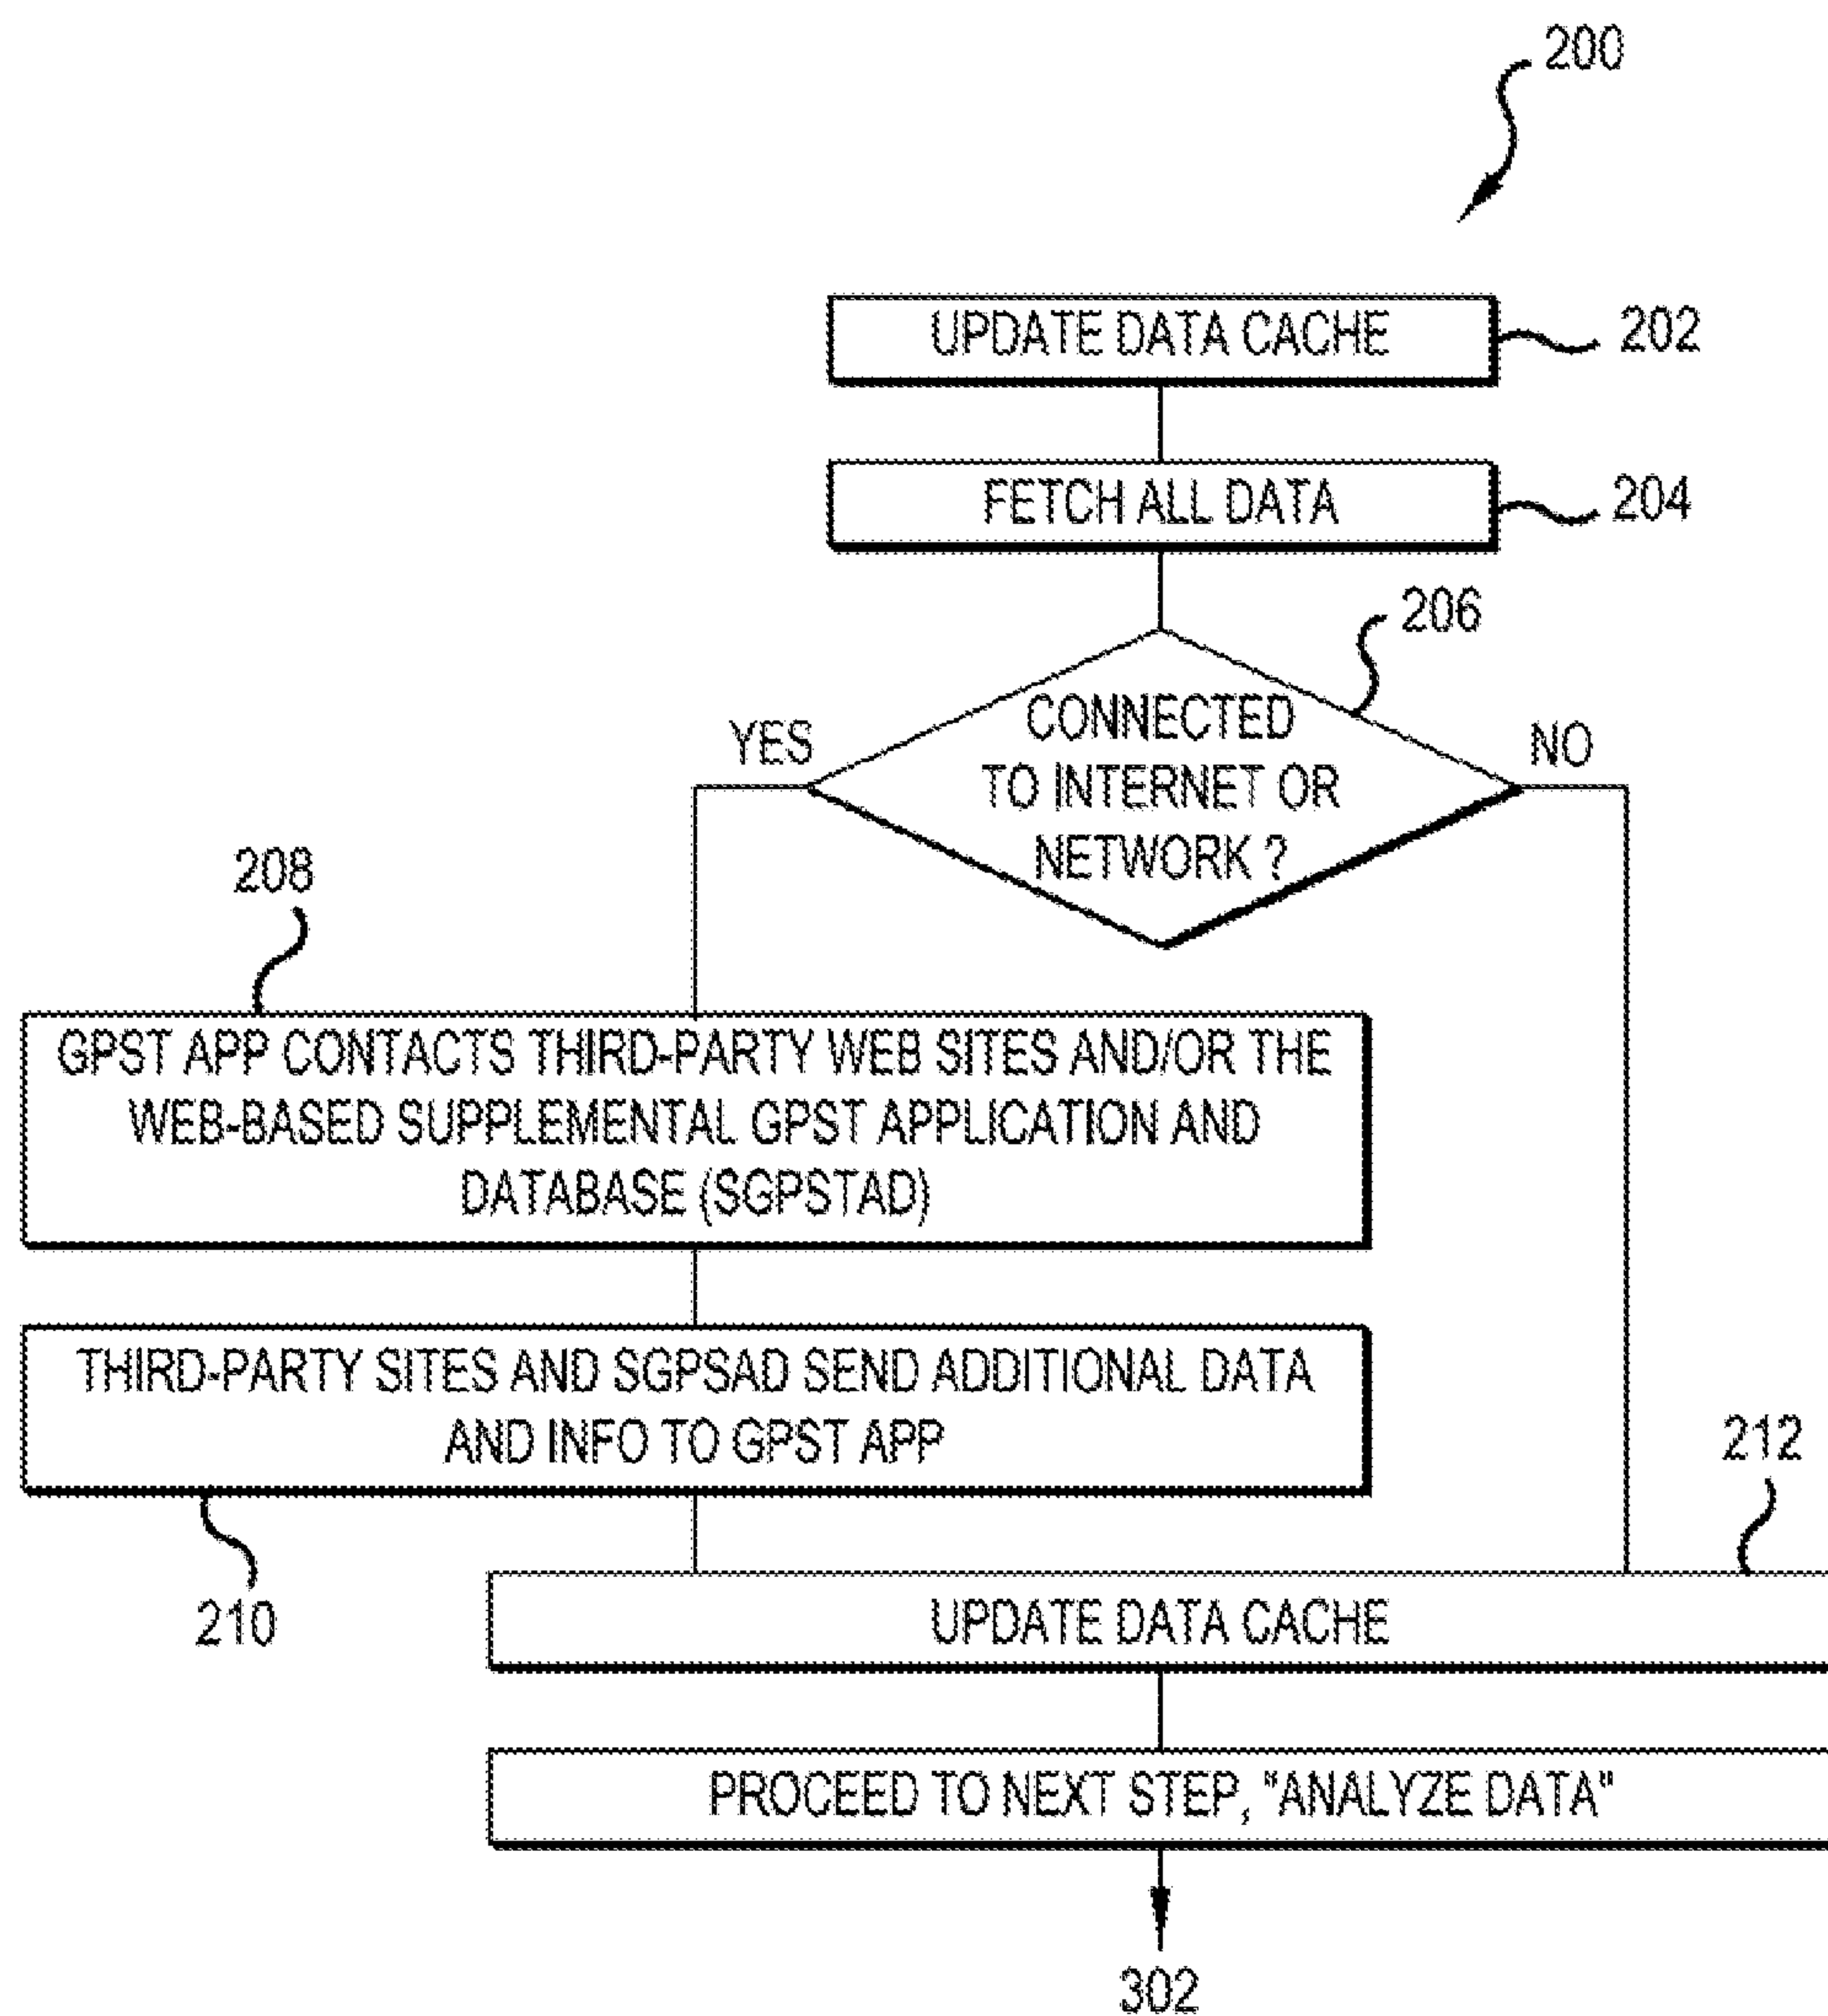 200
UPDATE DATA CACHE
202
FETCH ALL DATA
204
206
CONNECTED
TO INTERNET OR
NETWORK ?
YES
NO
208
GPST APP CONTACTS THIRD-PARTY WEB SITES AND/OR THE
WEB-BASED SUPPLEMENTAL GPST APPLICATION AND
DATABASE (SGPSTAD)
THIRD-PARTY SITES AND SGPSAD SEND ADDITIONAL DATA
AND INFO TO GPST APP
210
212
UPDATE DATA CACHE
PROCEED TO NEXT STEP, "ANALYZE DATA"
302